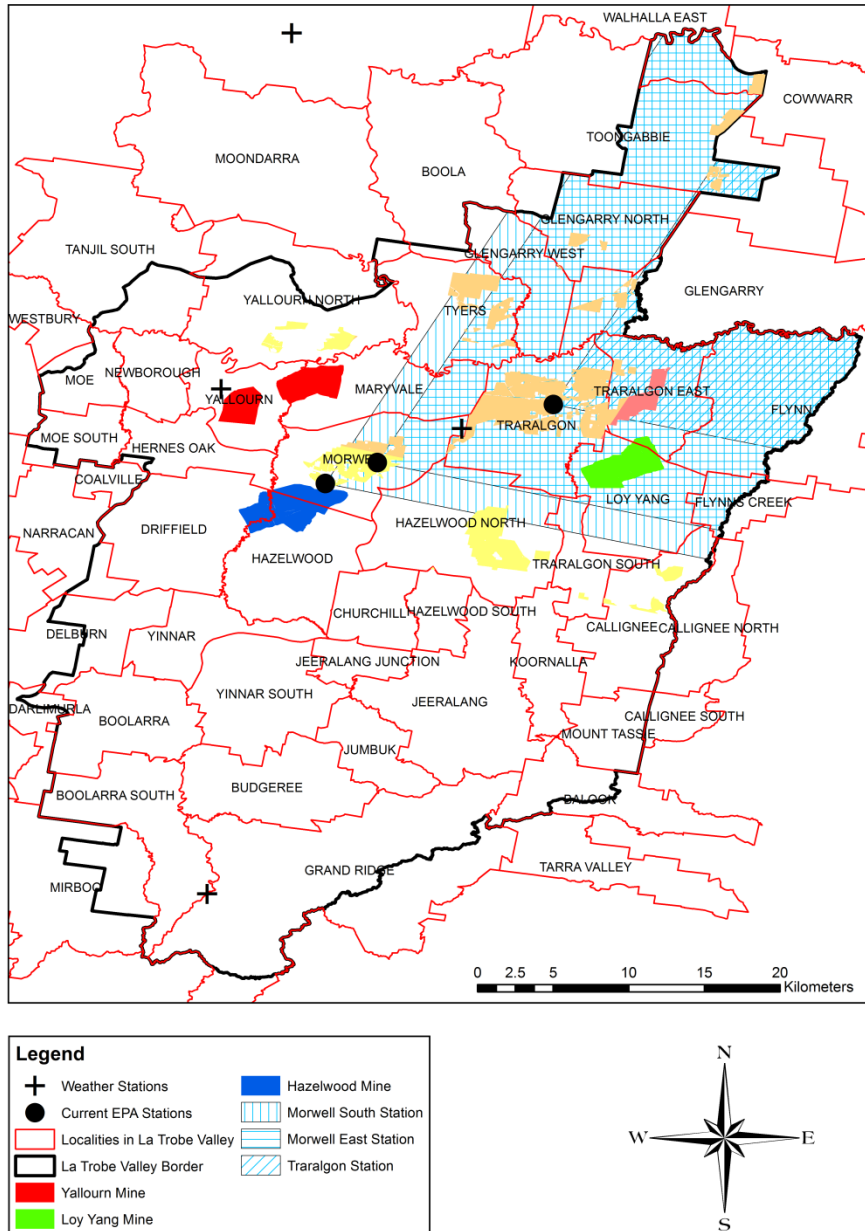 WALHALLA EAST
COWWARR
TOONGABBIE
MOONDARRA
BOOLA
GLENGARRY NORTH
TANJIL SOUTH
GLENGARRY WEST
GLENGARRY
YALLOURN NORTH
WESTBURY
TYERS
MOE
NEWBOROUGH
MARYVALE
TRARALGON EAST
YALLOURN
FLYNN
TRARALGON
MOE SOUTH
HERNES OAK
MORWE
COALVILLE
LOY YANG
FLYNNS CREEK
HAZELWOOD NORTH
NARRACAN
DRIFFIELD
HAZELWOOD
TRARALGON SOUTH
CHURCHILL
HAZELWOOD SOUTH
CALLIGNEE
CALLIGNEE NORTH
DELBURN
YINNAR
JEERALANG JUNCTION
KOORNALLA
YINNAR SOUTH
JEERALANG
DARLIMURLA
BOOLARRA
CALLIGNEE SOUTH
MOUNT TASSIE
JUMBUK
BUDGEREE
BOOLARRA SOUTH
BALOOK
GRAND RIDGE
TARRA VALLEY
MIRBOO
0 2.5 5 10 15 20
Kilometers
Legend
Weather Stations
Current EPA Stations
Localities in La Trobe Valley
La Trobe Valley Border
Yallourn Mine
Loy Yang Mine
Hazelwood Mine
Morwell South Station
Morwell East Station
Traralgon Station
N
W
E
S